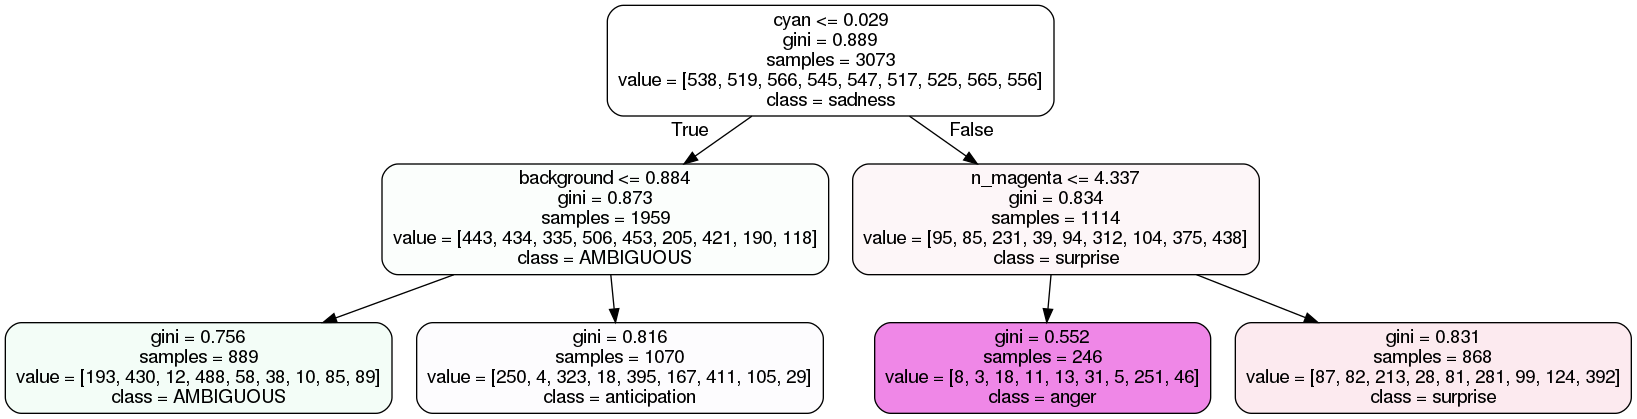 cyan <= 0.029
gini = 0.889
samples = 3073
value = [538, 519, 566, 545, 547, 517, 525, 565, 556]
class = sadness
True
False
background <= 0.884
gini = 0.873
samples = 1959
value = [443, 434, 335, 506, 453, 205, 421, 190, 118]
class = AMBIGUOUS
n_magenta <= 4.337
gini = 0.834
samples = 1114
value = [95, 85, 231, 39, 94, 312, 104, 375, 438]
class = surprise
gini = 0.756
samples = 889
value = [193, 430, 12, 488, 58, 38, 10, 85, 89]
class = AMBIGUOUS
gini = 0.816
samples = 1070
value = [250, 4, 323, 18, 395, 167, 411, 105, 29]
class = anticipation
gini = 0.552
samples = 246
value = [8, 3, 18, 11, 13, 31, 5, 251, 46]
class = anger
gini = 0.831
samples = 868
value = [87, 82, 213, 28, 81, 281, 99, 124, 392]
class = surprise